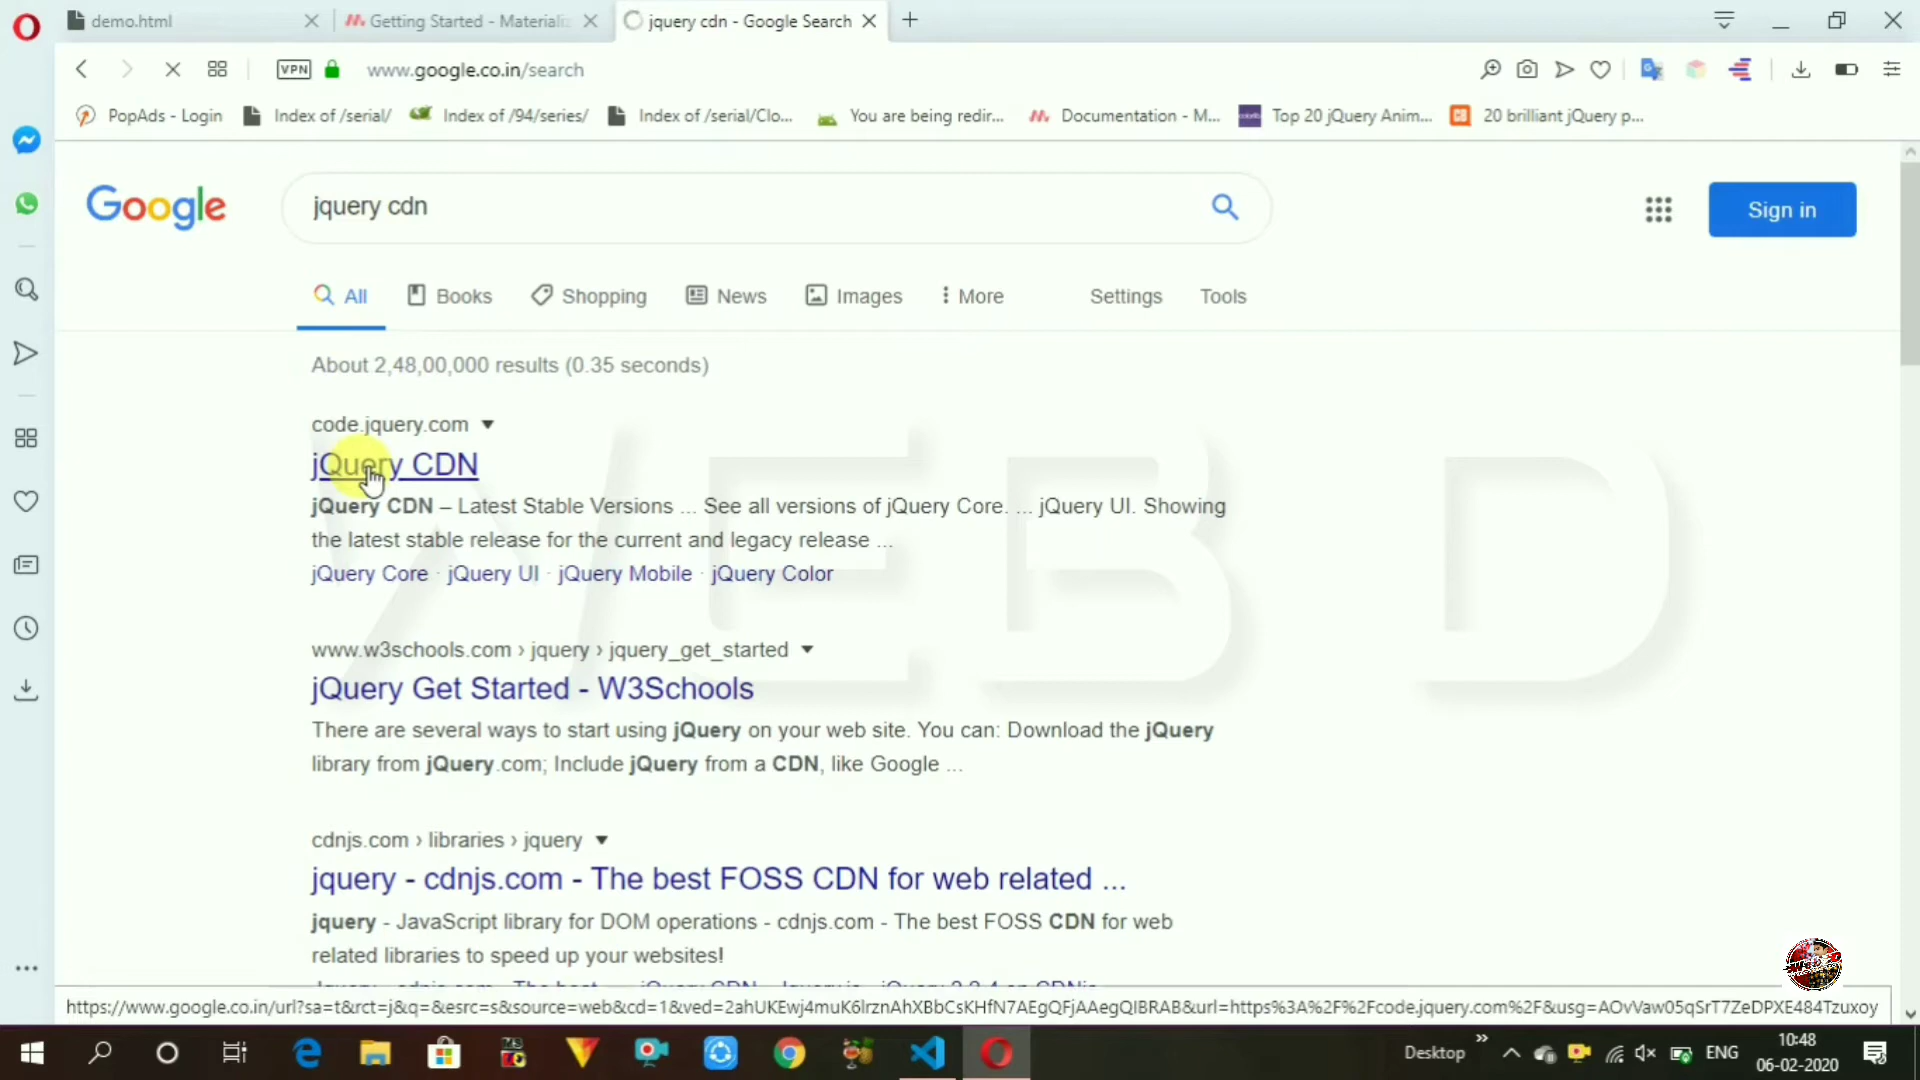 demo.html
Getting Started - Materializ
jquery cdn - Google Search
VPN
www.google.co.in/search
PopAds - Login
Index of /serial/
Index of /94/series/
Index of /serial/Clo...
You are being redir...
Documentation - M...
Top 20 jQuery Anim...
20 brilliant jQuery p...
Google
jquery cdn
Sign in
All
Books
Shopping
News
Images
More
Settings
Tools
About 2,48,00,000 results (0.35 seconds)
code.jquery.com
jQuery CDN
jQuery CDN – Latest Stable Versions ... See all versions of jQuery Core. ... jQuery UI. Showing
the latest stable release for the current and legacy release ...
jQuery Core · jQuery UI · jQuery Mobile · jQuery Color
WEB D
www.w3schools.com › jquery › jquery_get_started
jQuery Get Started - W3Schools
There are several ways to start using jQuery on your web site. You can: Download the jQuery
library from jQuery.com; Include jQuery from a CDN, like Google ...
cdnjs.com › libraries › jquery
jquery - cdnjs.com - The best FOSS CDN for web related ...
jquery - JavaScript library for DOM operations - cdnjs.com - The best FOSS CDN for web
related libraries to speed up your websites!
https://www.google.co.in/url?sa=t&rct=j&q=&esrc=s&source=web&cd=1&ved=2ahUKEwj4muK6lrznAhXBbCsKHfN7AEgQFjAAegQIBRAB&url=https%3A%2F%2Fcode.jquery.com%2F&usg=AOvVaw05qSrT7ZeDPXE484Tzuxoy
Desktop
ENG
10:48
06-02-2020